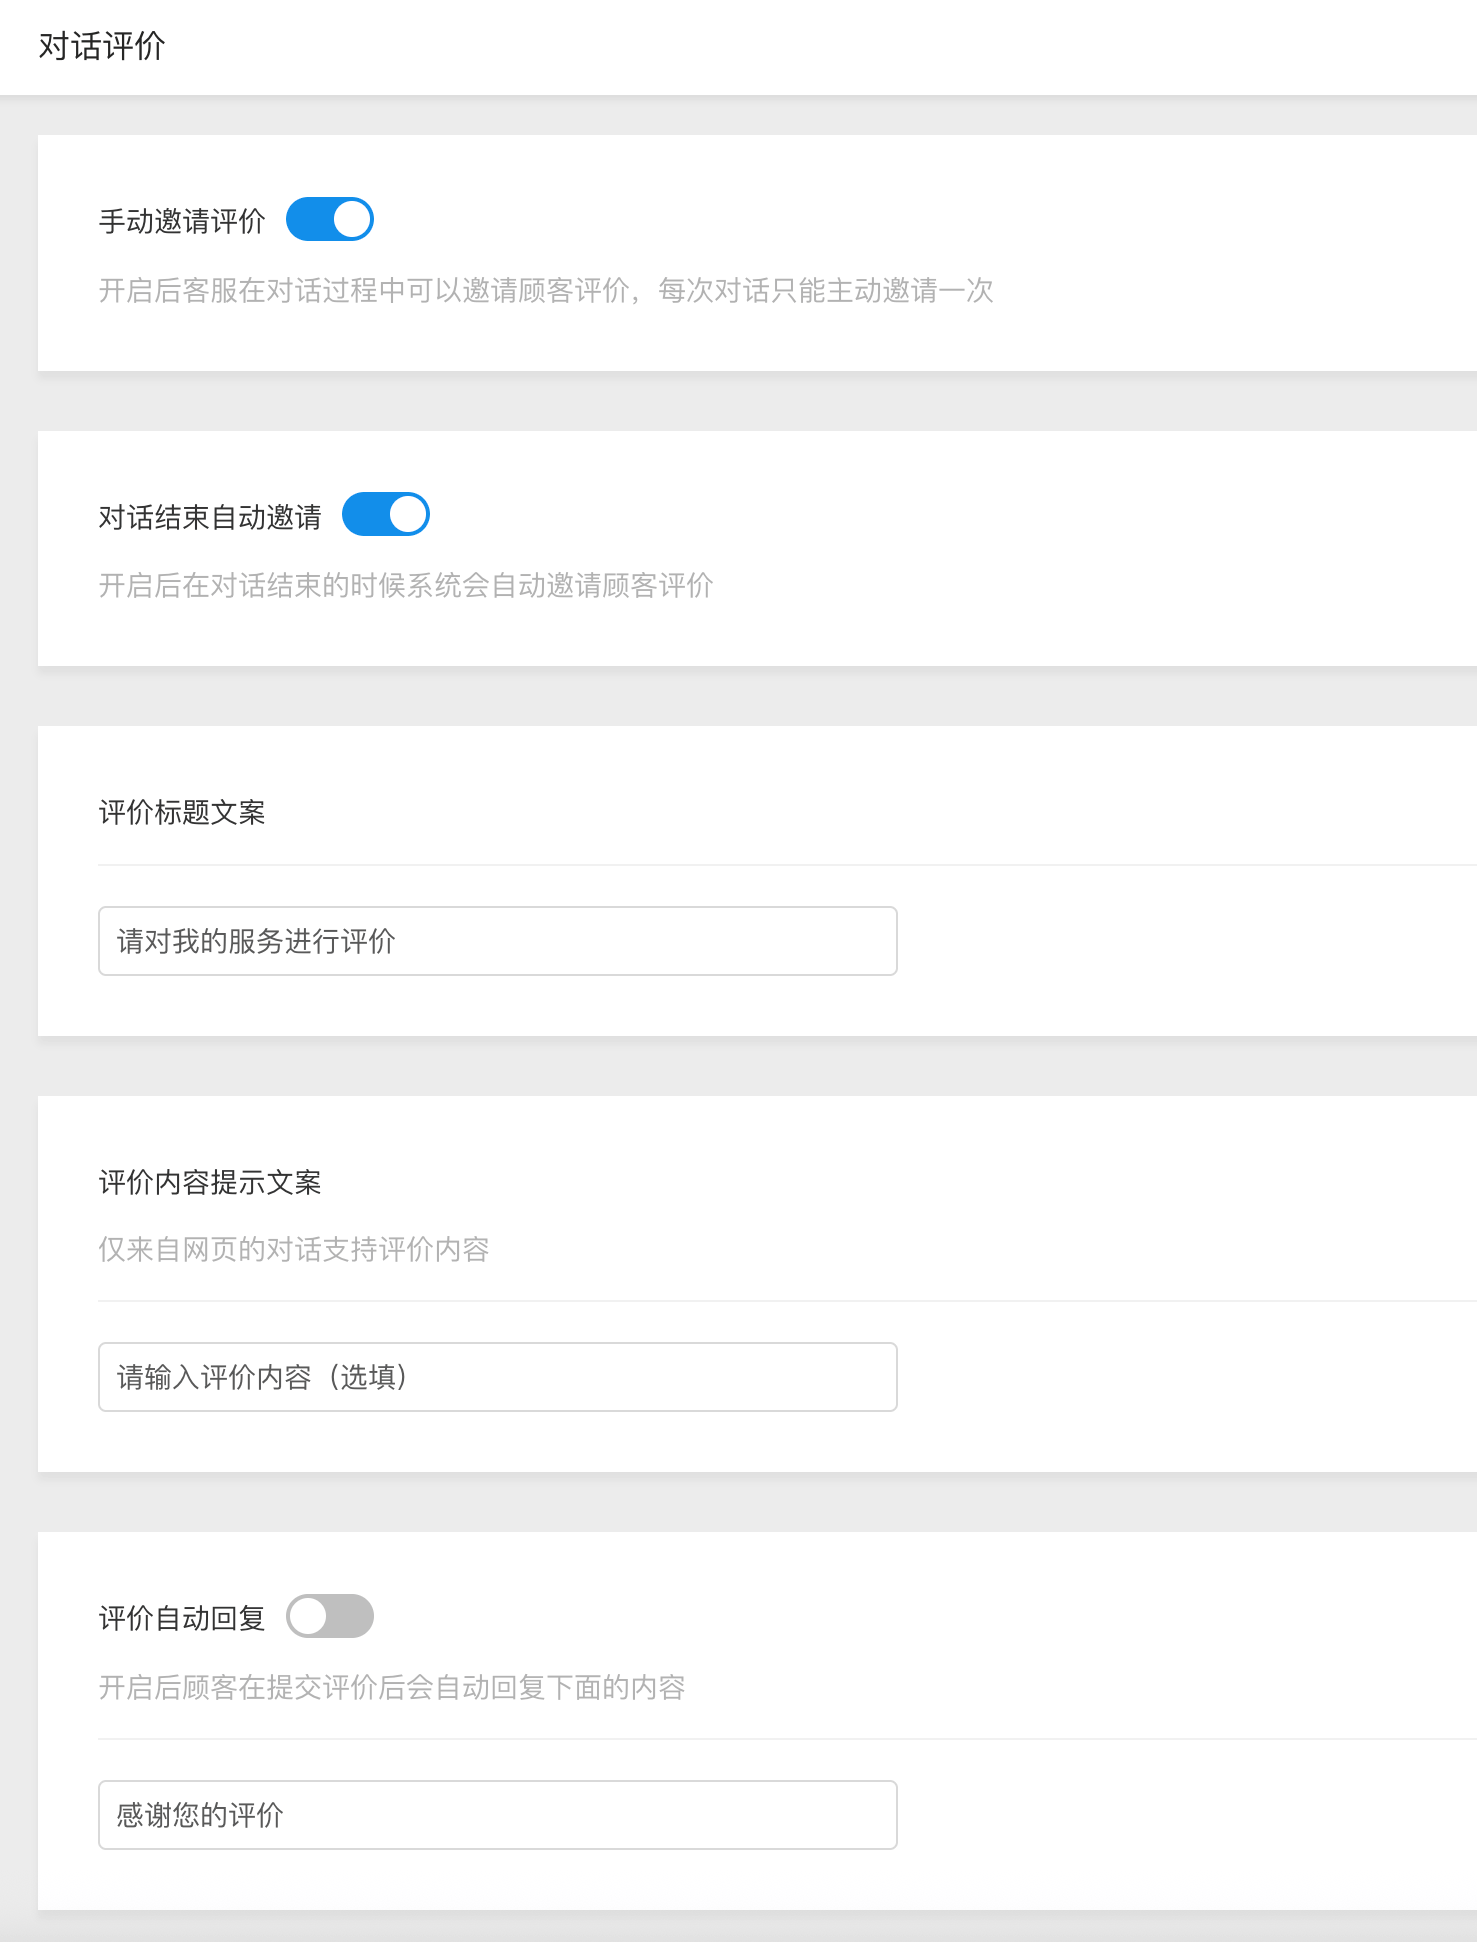 对话评价
手动邀请评价
开启后客服在对话过程中可以邀请顾客评价，每次对话只能主动邀请一次
对话结束自动邀请
开启后在对话结束的时候系统会自动邀请顾客评价
评价标题文案
请对我的服务进行评价
评价内容提示文案
仅来自网页的对话支持评价内容
请输入评价内容（选填）
评价自动回复
开启后顾客在提交评价后会自动回复下面的内容
感谢您的评价